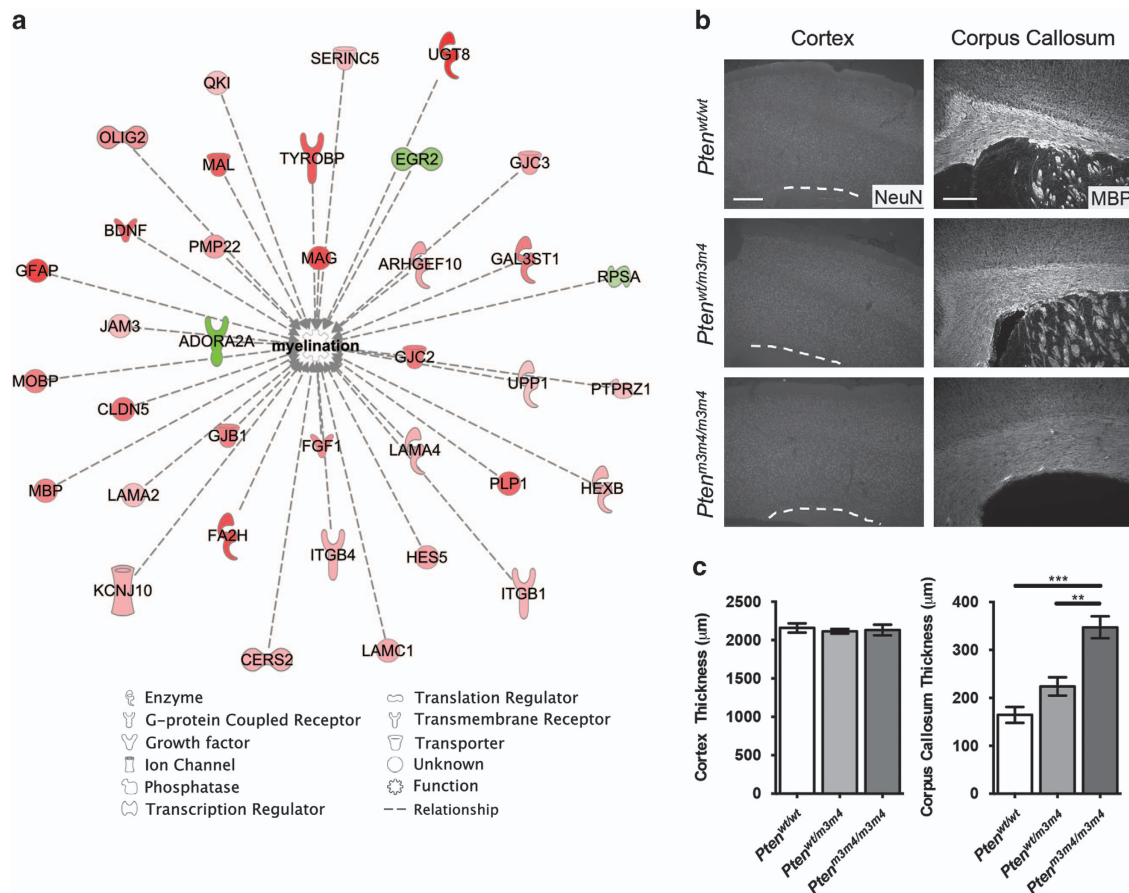 a
SERINC5
UGT8
QKI
OLIG2
MAL
TYROBP
EGR2
GJC3
BDNF
PMP22
MAG
ARHGEF10
GAL3ST1
GFAP
RPSA
JAM3
ADORA2A
myelination
GJC2
MOBP
UPP1
PTPRZ1
CLDN5
GJB1
FGF1
LAMA4
MBP
LAMA2
PLP1
HEXB
FA2H
ITGB4
HES5
KCNJ10
ITGB1
CERS2
LAMC1
Enzyme
G-protein Coupled Receptor
Growth factor
Ion Channel
Phosphatase
Transcription Regulator
Translation Regulator
Transmembrane Receptor
Transporter
Unknown
Function
Relationship
b
Cortex
Corpus Callosum
Pten wt/wt
NeuN
MBP
Pten wt/m3m4
Pten m3m4/m3m4
c
Cortex Thickness (μm)
2500
2000
1500
1000
500
0
Pten wt/wt
Pten wt/m3m4
Pten m3m4/m3m4
Corpus Callosum Thickness (μm)
400
300
200
100
0
***
**
Pten wt/wt
Pten wt/m3m4
Pten m3m4/m3m4